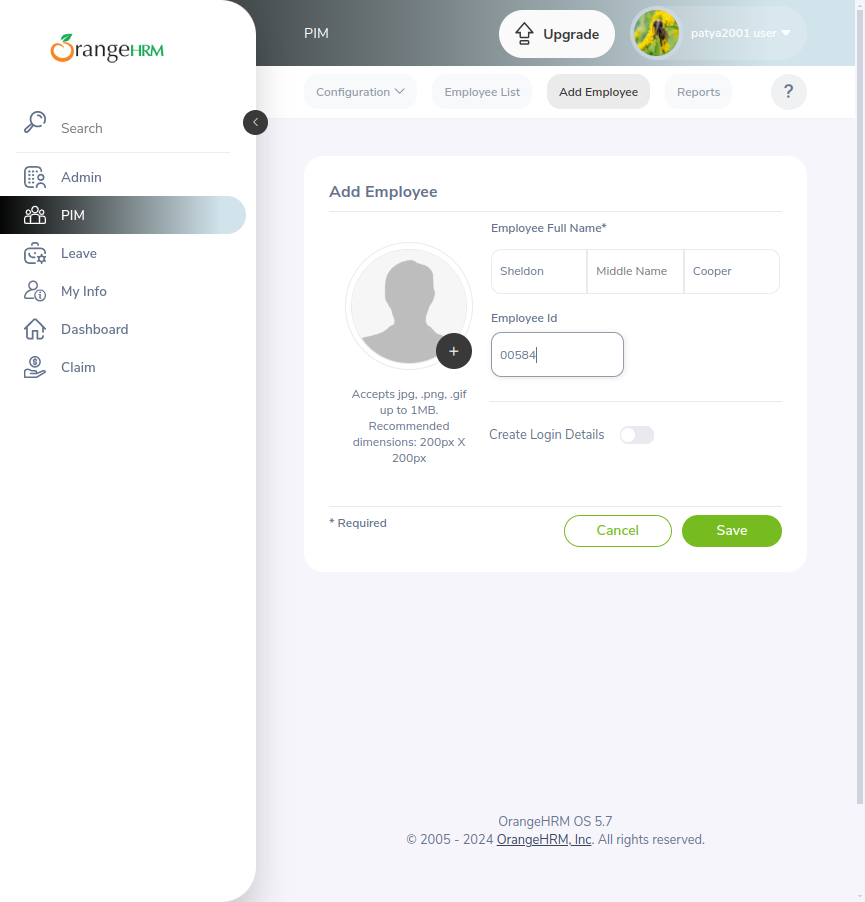 OrangeHRM
Search
Admin
PIM
Leave
My Info
Dashboard
Claim
PIM
Upgrade
patya2001 user
Configuration
Employee List
Add Employee
Reports
?
Add Employee
Employee Full Name*
Sheldon
Middle Name
Cooper
Employee Id
00584
Accepts jpg, .png, .gif
up to 1MB.
Recommended
dimensions: 200px X
200px
Create Login Details
* Required
Cancel
Save
OrangeHRM OS 5.7
© 2005 - 2024 OrangeHRM, Inc. All rights reserved.